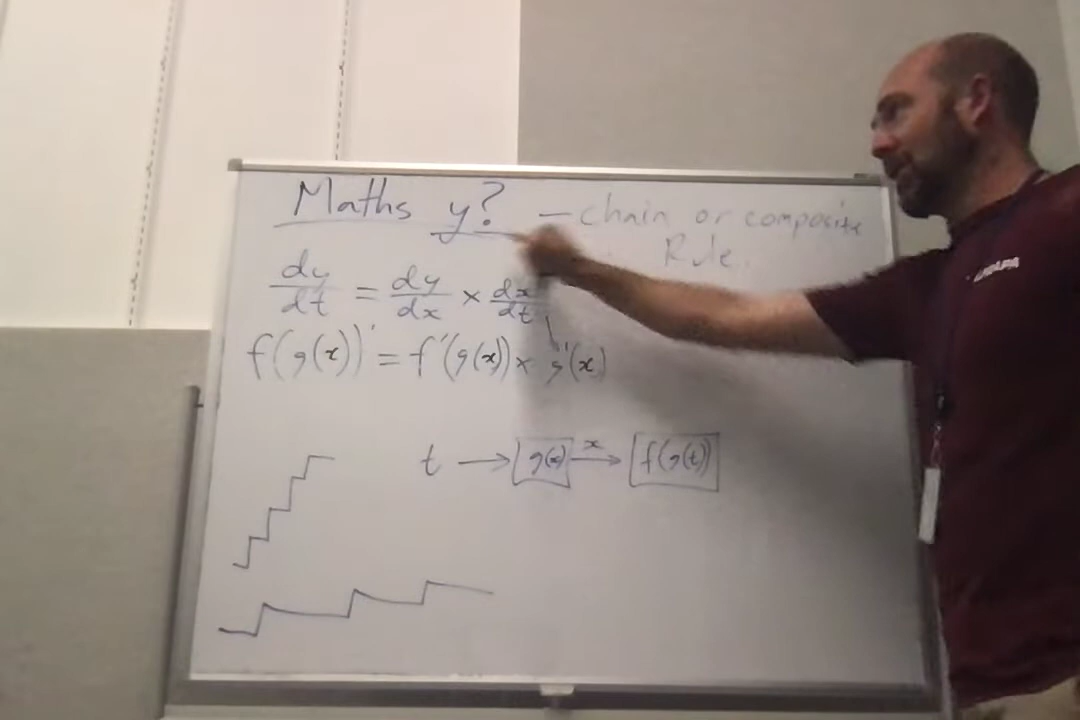 Maths y? – chain or composite
Rule.
dy/dt = dy/dx × dx/dt
f(g(x))' = f'(g(x)) × g'(x)
t → g(x) x → f(g(t))